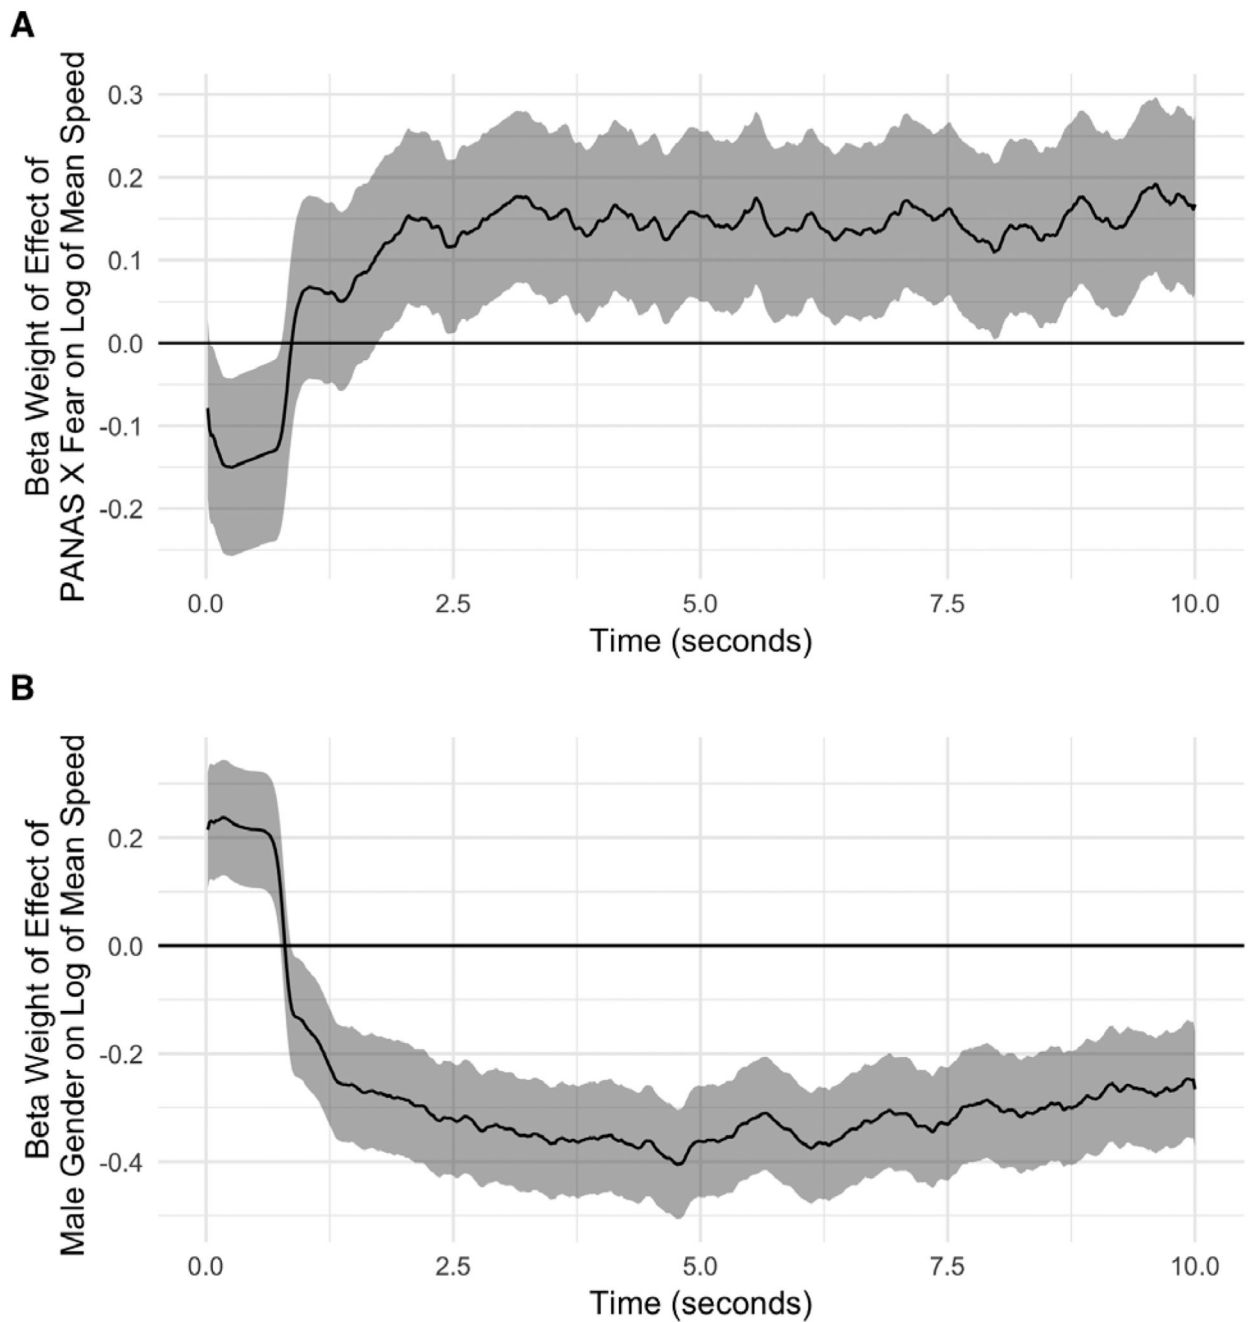 A
Beta Weight of Effect of
PANAS X Fear on Log of Mean Speed
0.3
0.2
0.1
0.0
-0.1
-0.2
0.0 2.5 5.0 7.5 10.0
Time (seconds)
B
Beta Weight of Effect of
Male Gender on Log of Mean Speed
0.2
0.0
-0.2
-0.4
0.0 2.5 5.0 7.5 10.0
Time (seconds)